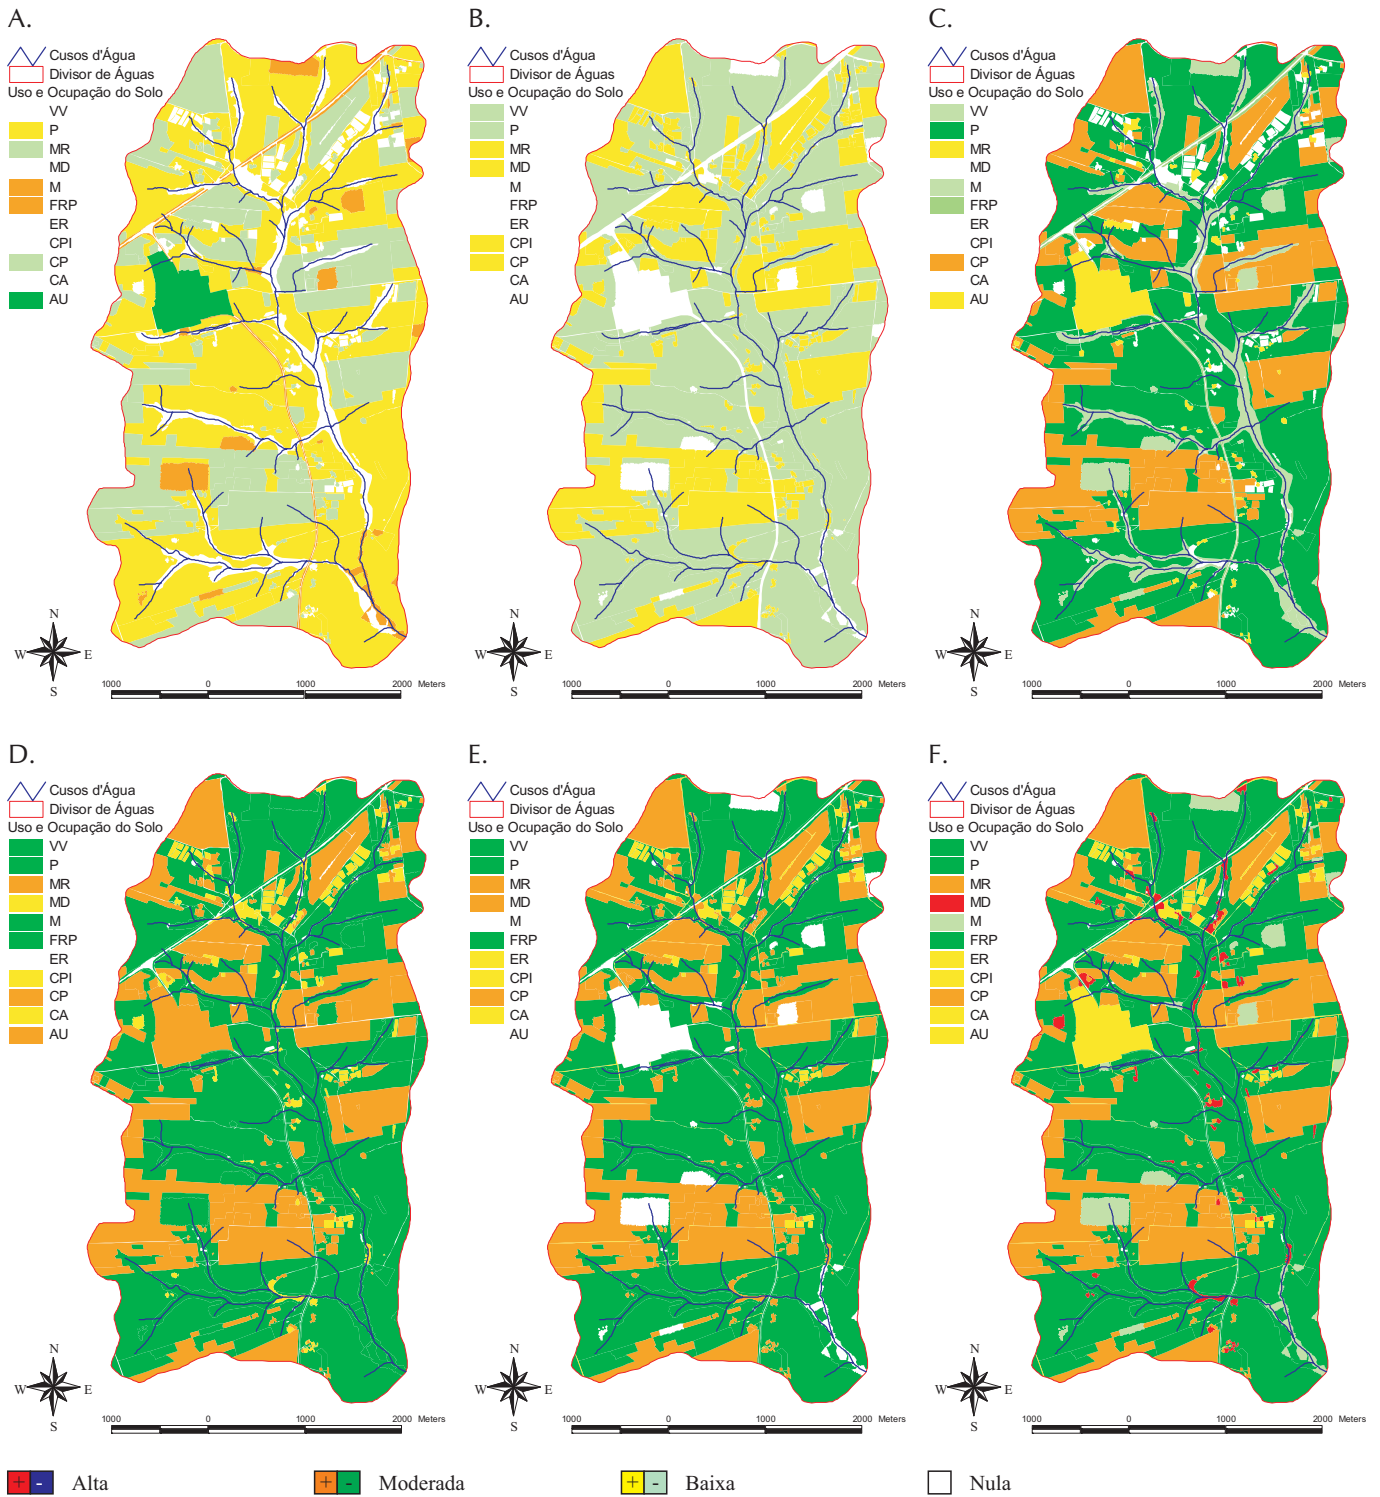 A.
Cusos d'Água
Divisor de Águas
Uso e Ocupação do Solo
VV
P
MR
MD
M
FRP
ER
CPI
CP
CA
AU
N
W E
S
1000 0 1000 2000 Meters
B.
Cusos d'Água
Divisor de Águas
Uso e Ocupação do Solo
VV
P
MR
MD
M
FRP
ER
CPI
CP
CA
AU
N
W E
S
1000 0 1000 2000 Meters
C.
Cusos d'Água
Divisor de Águas
Uso e Ocupação do Solo
VV
P
MR
MD
M
FRP
ER
CPI
CP
CA
AU
N
W E
S
1000 0 1000 2000 Meters
D.
Cusos d'Água
Divisor de Águas
Uso e Ocupação do Solo
VV
P
MR
MD
M
FRP
ER
CPI
CP
CA
AU
N
W E
S
1000 0 1000 2000 Meters
E.
Cusos d'Água
Divisor de Águas
Uso e Ocupação do Solo
VV
P
MR
MD
M
FRP
ER
CPI
CP
CA
AU
N
W E
S
1000 0 1000 2000 Meters
F.
Cusos d'Água
Divisor de Águas
Uso e Ocupação do Solo
VV
P
MR
MD
M
FRP
ER
CPI
CP
CA
AU
N
W E
S
1000 0 1000 2000 Meters
+ - Alta + - Moderada + - Baixa Nula